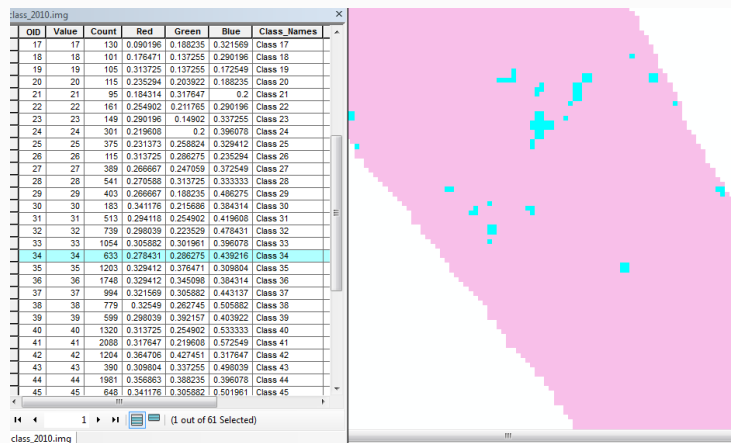 class_2010.img ×
OID Value Count Red Green Blue Class_Names
17 17 130 0.090196 0.188235 0.321569 Class 17
18 18 101 0.176471 0.137255 0.290196 Class 18
19 19 105 0.313725 0.137255 0.172549 Class 19
20 20 115 0.235294 0.203922 0.188235 Class 20
21 21 95 0.184314 0.317647 0.2 Class 21
22 22 161 0.254902 0.211765 0.290196 Class 22
23 23 149 0.290196 0.14902 0.337255 Class 23
24 24 301 0.219608 0.2 0.396078 Class 24
25 25 375 0.231373 0.258824 0.329412 Class 25
26 26 115 0.313725 0.286275 0.235294 Class 26
27 27 389 0.266667 0.247059 0.372549 Class 27
28 28 541 0.270588 0.313725 0.333333 Class 28
29 29 403 0.266667 0.188235 0.486275 Class 29
30 30 183 0.341176 0.215686 0.384314 Class 30
31 31 513 0.294118 0.254902 0.419608 Class 31
32 32 739 0.298039 0.223529 0.478431 Class 32
33 33 1054 0.305882 0.301961 0.396078 Class 33
34 34 633 0.278431 0.286275 0.439216 Class 34
35 35 1203 0.329412 0.376471 0.309804 Class 35
36 36 1748 0.329412 0.345098 0.384314 Class 36
37 37 994 0.321569 0.305882 0.443137 Class 37
38 38 779 0.32549 0.262745 0.505882 Class 38
39 39 599 0.298039 0.392157 0.403922 Class 39
40 40 1320 0.313725 0.254902 0.533333 Class 40
41 41 2088 0.317647 0.219608 0.572549 Class 41
42 42 1204 0.364706 0.427451 0.317647 Class 42
43 43 390 0.309804 0.337255 0.498039 Class 43
44 44 1981 0.356863 0.388235 0.396078 Class 44
45 45 648 0.341176 0.305882 0.501961 Class 45
1 (1 out of 61 Selected)
class_2010.img